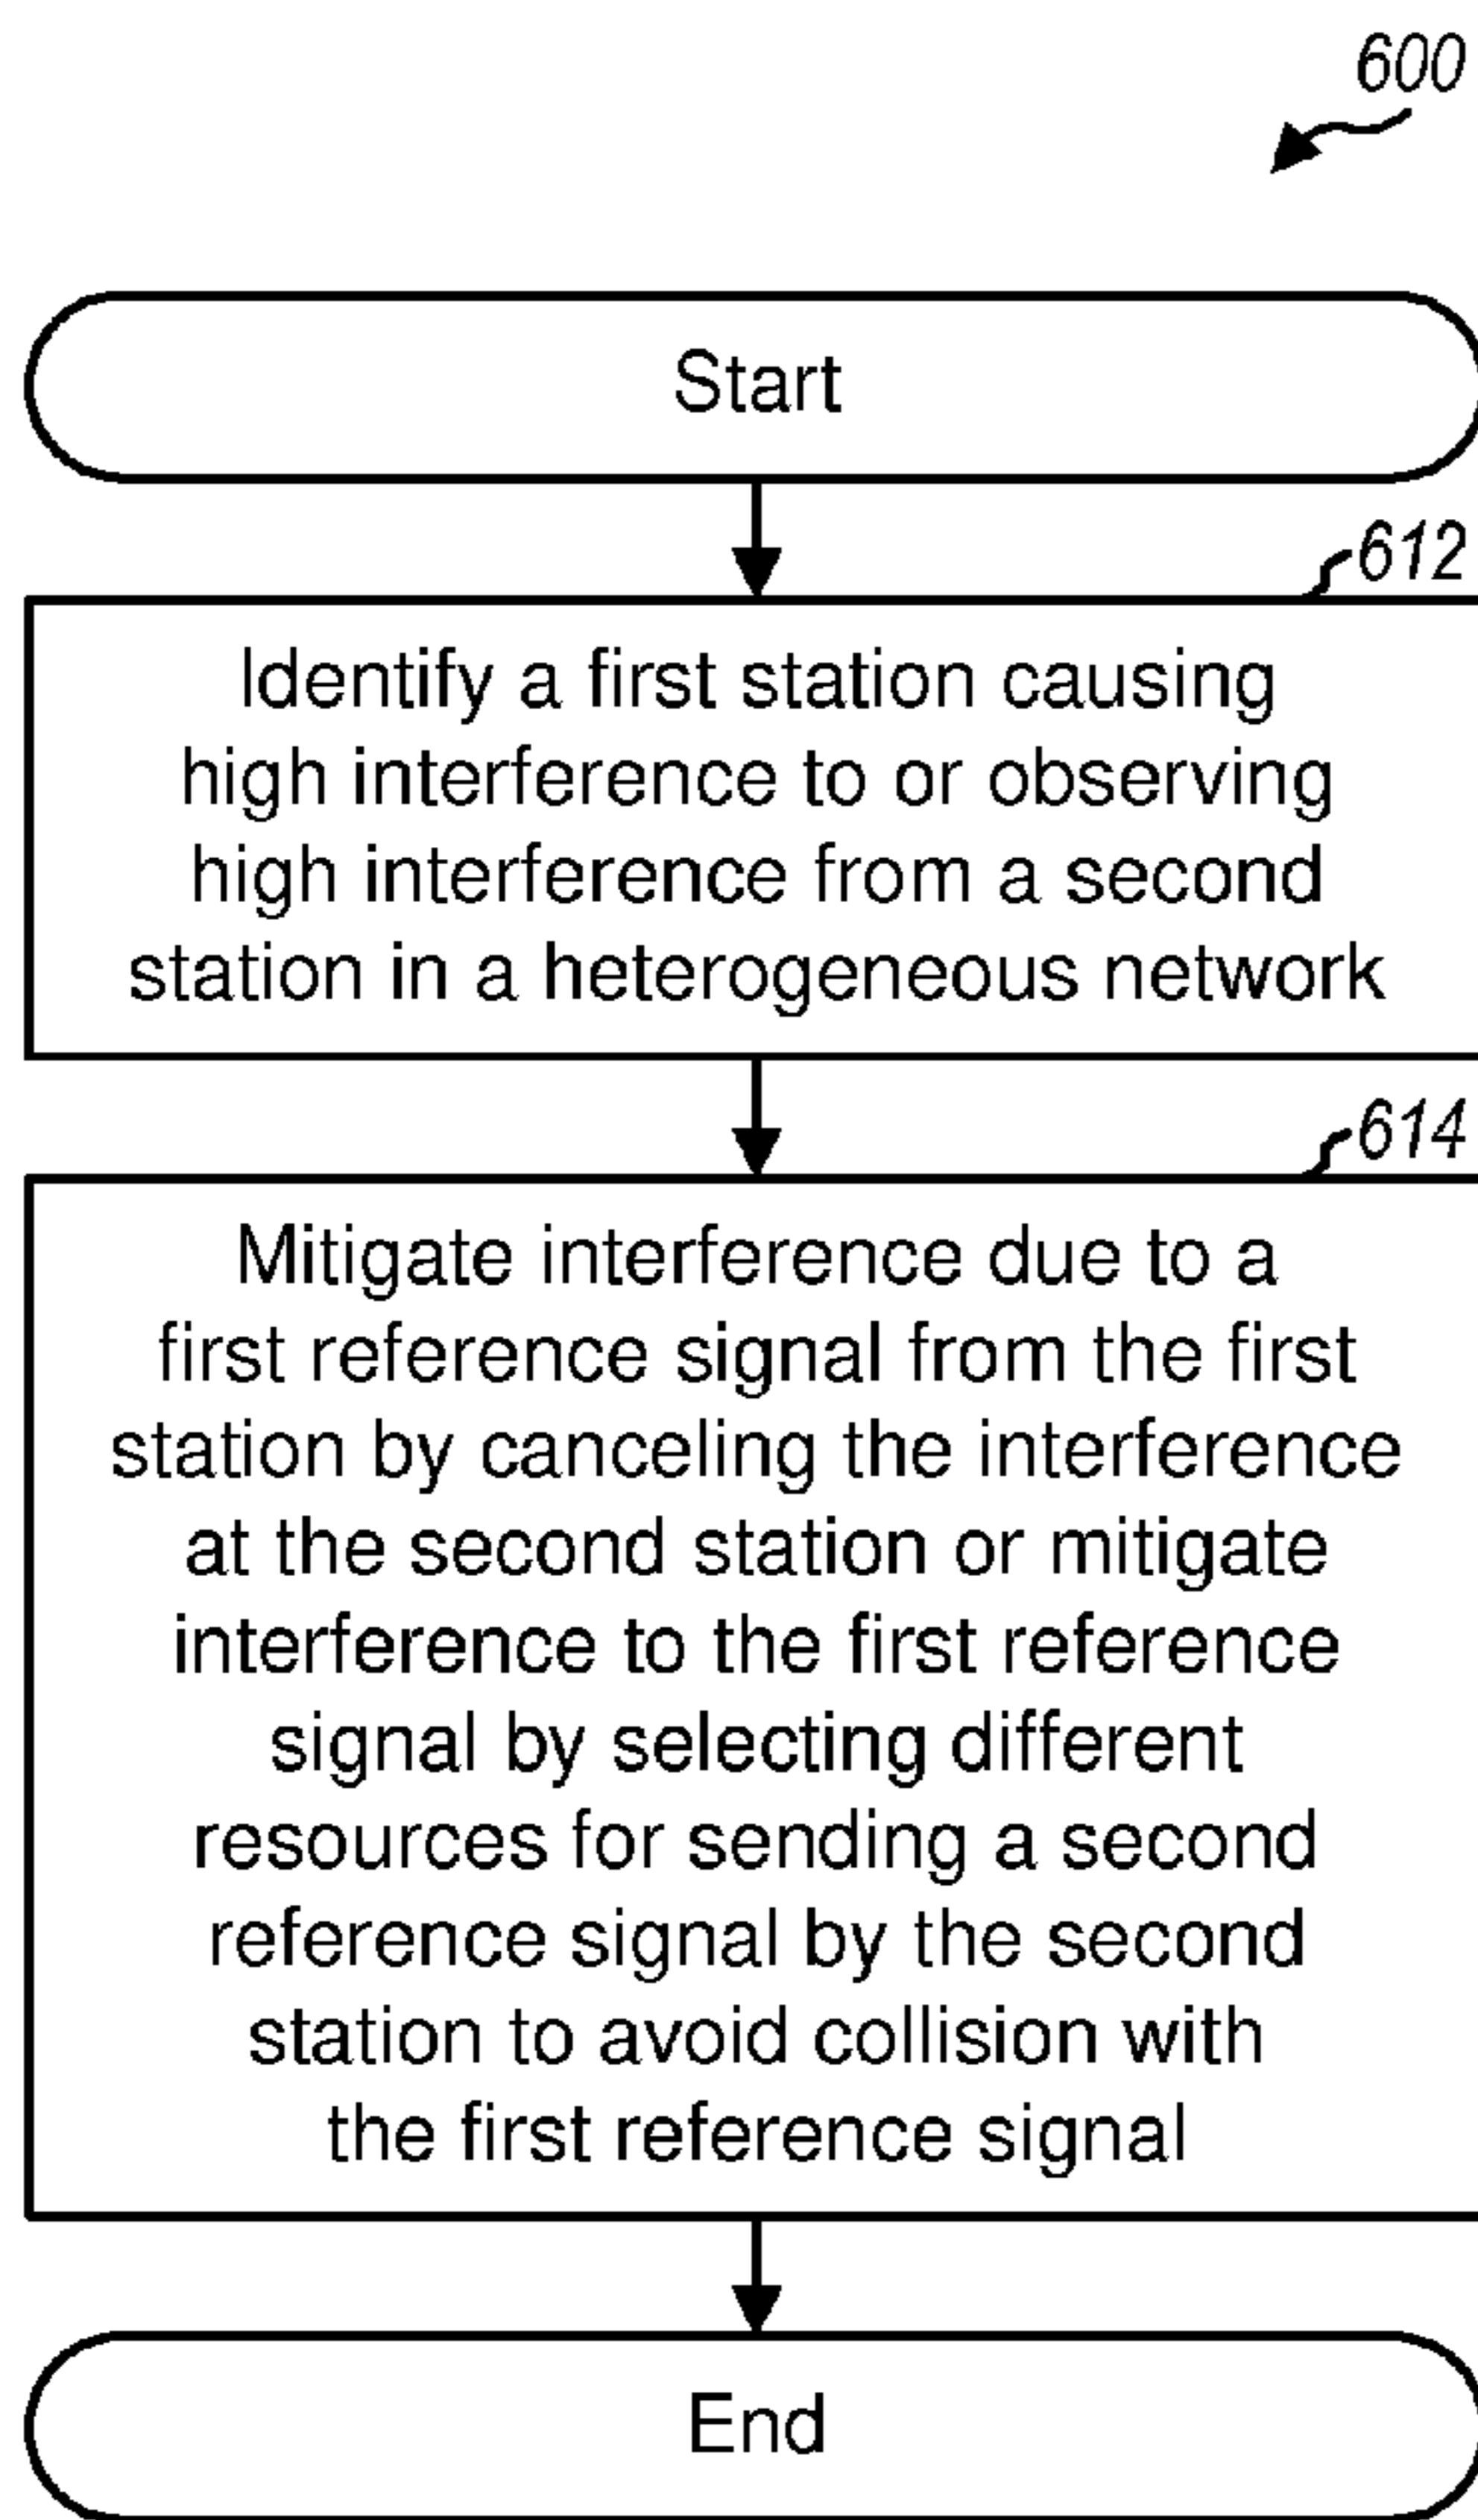 600
Start
612
Identify a first station causing
high interference to or observing
high interference from a second
station in a heterogeneous network
614
Mitigate interference due to a
first reference signal from the first
station by canceling the interference
at the second station or mitigate
interference to the first reference
signal by selecting different
resources for sending a second
reference signal by the second
station to avoid collision with
the first reference signal
End